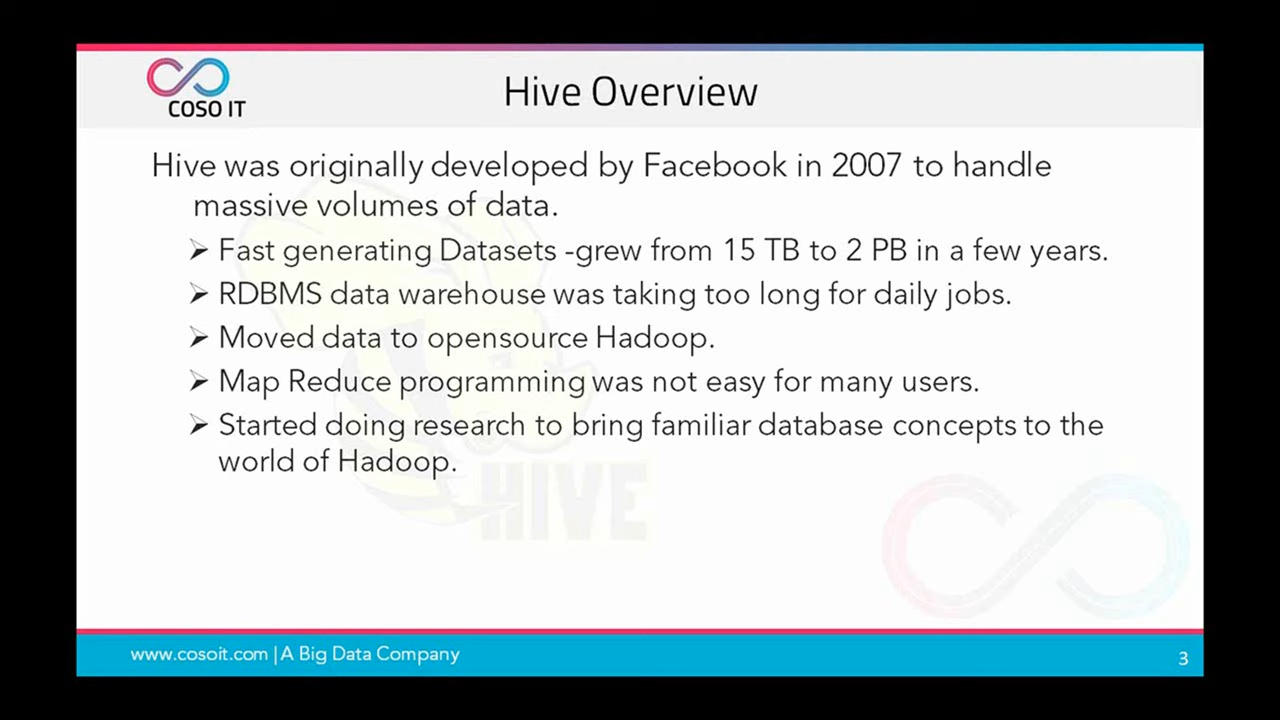 COSO IT
Hive Overview
Hive was originally developed by Facebook in 2007 to handle
massive volumes of data.
➢ Fast generating Datasets -grew from 15 TB to 2 PB in a few years.
➢ RDBMS data warehouse was taking too long for daily jobs.
➢ Moved data to opensource Hadoop.
➢ Map Reduce programming was not easy for many users.
➢ Started doing research to bring familiar database concepts to the
world of Hadoop.
HIVE
www.cosoit.com | A Big Data Company
3